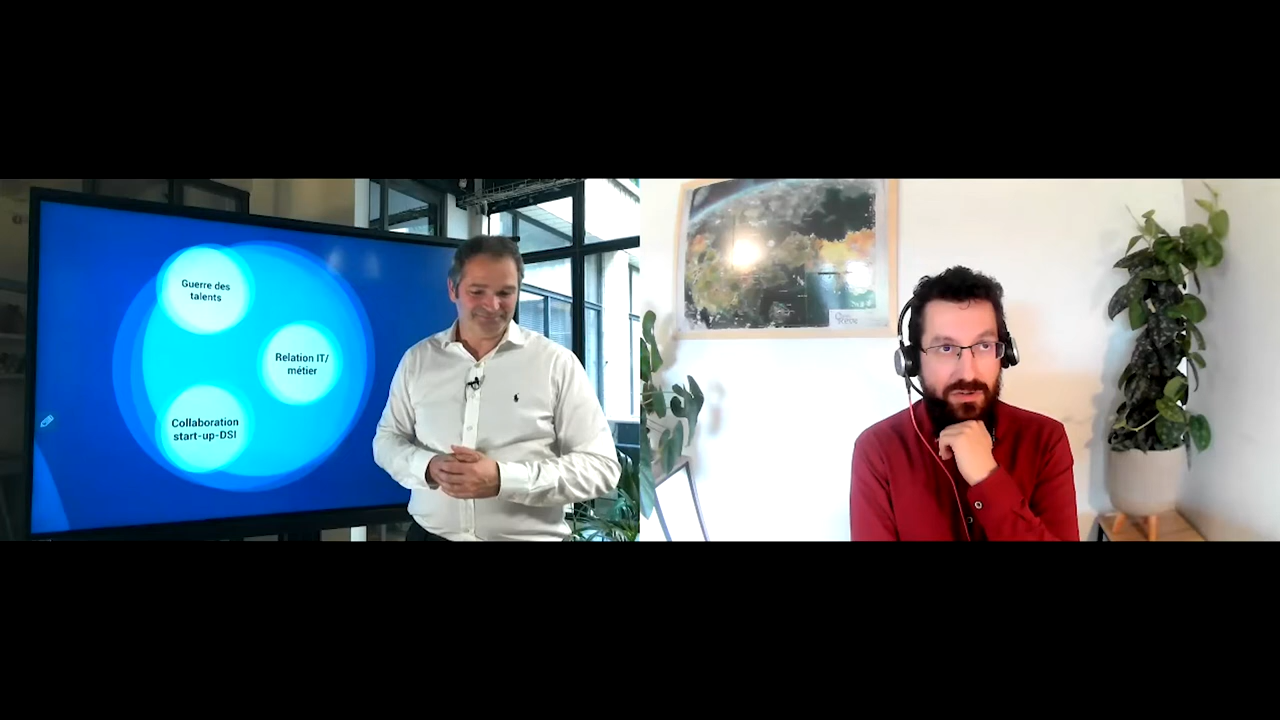 Guerre des
talents
Relation IT/
métier
Collaboration
start-up-DSI